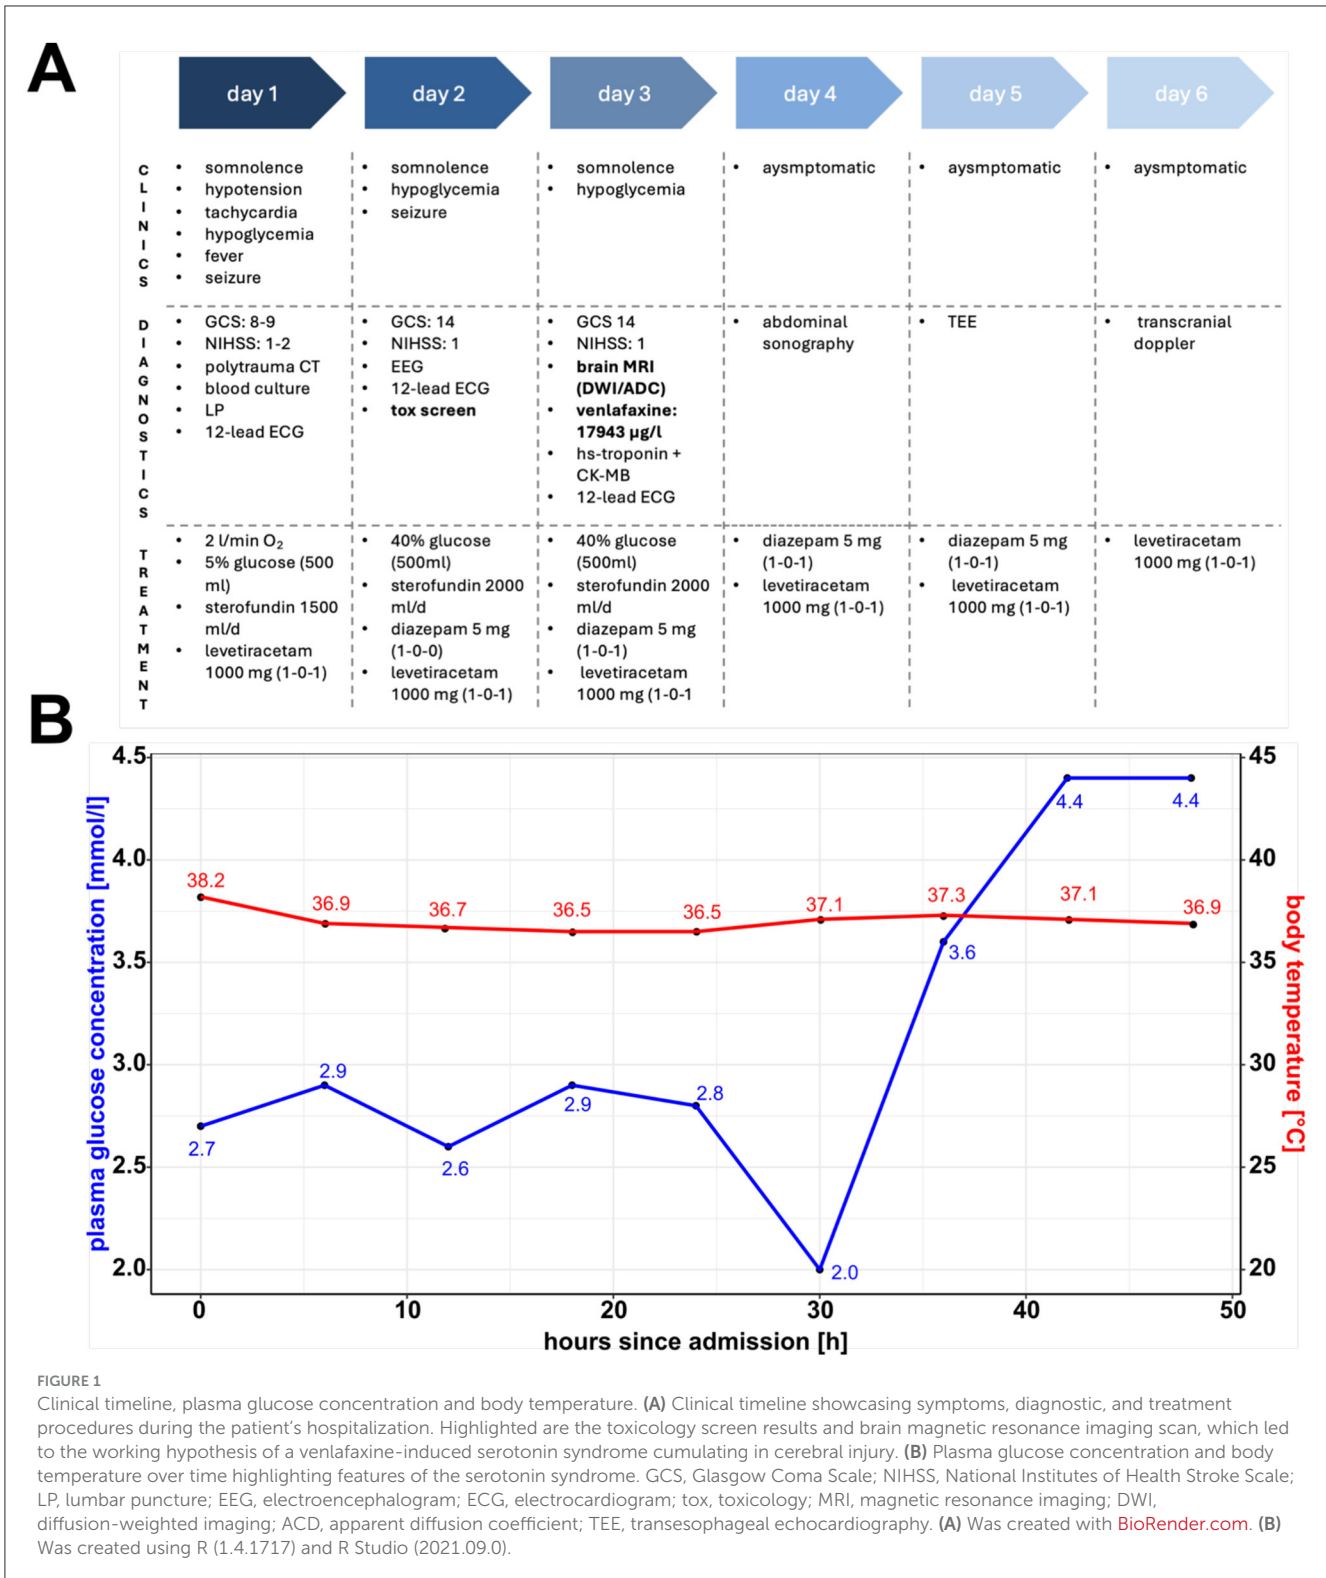 A
day 1
day 2
day 3
day 4
day 5
day 6
CLINICS
• somnolence
• hypotension
• tachycardia
• hypoglycemia
• fever
• seizure
• somnolence
• hypoglycemia
• seizure
• somnolence
• hypoglycemia
• aysmptomatic
• aysmptomatic
• aysmptomatic
DIAGNOSTICS
• GCS: 8-9
• NIHSS: 1-2
• polytrauma CT
• blood culture
• LP
• 12-lead ECG
• GCS: 14
• NIHSS: 1
• EEG
• 12-lead ECG
• tox screen
• GCS 14
• NIHSS: 1
• brain MRI
(DWI/ADC)
• venlafaxine:
17943 µg/l
• hs-troponin +
CK-MB
• 12-lead ECG
• abdominal
sonography
• TEE
• transcranial
doppler
TREATMENT
• 2 l/min O₂
• 5% glucose (500
ml)
• sterofundin 1500
ml/d
• levetiracetam
1000 mg (1-0-1)
• 40% glucose
(500ml)
• sterofundin 2000
ml/d
• diazepam 5 mg
(1-0-0)
• levetiracetam
1000 mg (1-0-1)
• 40% glucose
(500ml)
• sterofundin 2000
ml/d
• diazepam 5 mg
(1-0-1)
• levetiracetam
1000 mg (1-0-1
• diazepam 5 mg
(1-0-1)
• levetiracetam
1000 mg (1-0-1)
• diazepam 5 mg
(1-0-1)
• levetiracetam
1000 mg (1-0-1)
• levetiracetam
1000 mg (1-0-1)
B
plasma glucose concentration [mmol/l]
4.5
4.0
3.5
3.0
2.5
2.0
38.2
36.9
36.7
36.5
36.5
37.1
37.3
37.1
36.9
2.7
2.9
2.6
2.9
2.8
2.0
3.6
4.4
4.4
45
40
35
30
25
20
body temperature [°C]
0
10
20
30
40
50
hours since admission [h]
FIGURE 1
Clinical timeline, plasma glucose concentration and body temperature. (A) Clinical timeline showcasing symptoms, diagnostic, and treatment
procedures during the patient's hospitalization. Highlighted are the toxicology screen results and brain magnetic resonance imaging scan, which led
to the working hypothesis of a venlafaxine-induced serotonin syndrome cumulating in cerebral injury. (B) Plasma glucose concentration and body
temperature over time highlighting features of the serotonin syndrome. GCS, Glasgow Coma Scale; NIHSS, National Institutes of Health Stroke Scale;
LP, lumbar puncture; EEG, electroencephalogram; ECG, electrocardiogram; tox, toxicology; MRI, magnetic resonance imaging; DWI,
diffusion-weighted imaging; ACD, apparent diffusion coefficient; TEE, transesophageal echocardiography. (A) Was created with BioRender.com. (B)
Was created using R (1.4.1717) and R Studio (2021.09.0).